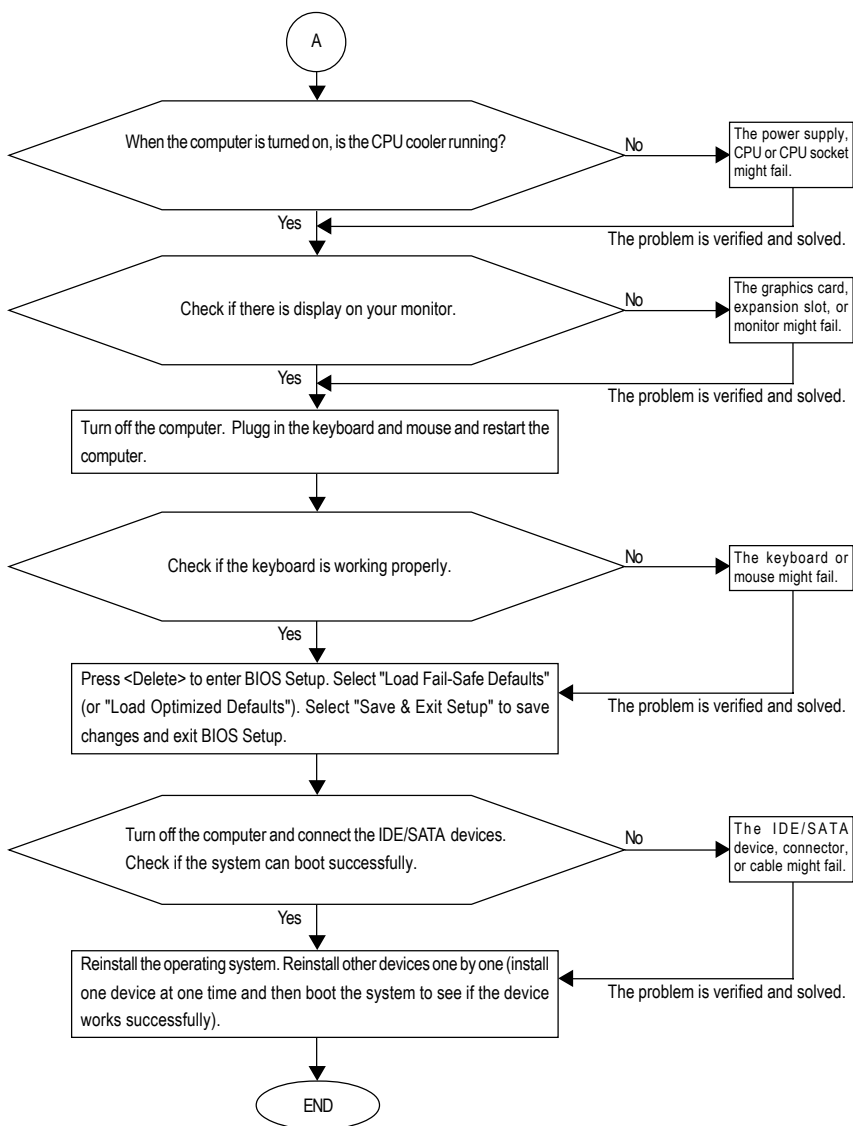 A
When the computer is turned on, is the CPU cooler running?
No
The power supply,
CPU or CPU socket
might fail.
Yes
The problem is verified and solved.
Check if there is display on your monitor.
No
The graphics card,
expansion slot, or
monitor might fail.
Yes
The problem is verified and solved.
Turn off the computer. Plugg in the keyboard and mouse and restart the
computer.
Check if the keyboard is working properly.
No
The keyboard or
mouse might fail.
Yes
Press <Delete> to enter BIOS Setup. Select "Load Fail-Safe Defaults"
(or "Load Optimized Defaults"). Select "Save & Exit Setup" to save
changes and exit BIOS Setup.
The problem is verified and solved.
Turn off the computer and connect the IDE/SATA devices.
Check if the system can boot successfully.
No
The IDE/SATA
device, connector,
or cable might fail.
Yes
Reinstall the operating system. Reinstall other devices one by one (install
one device at one time and then boot the system to see if the device
works successfully).
The problem is verified and solved.
END